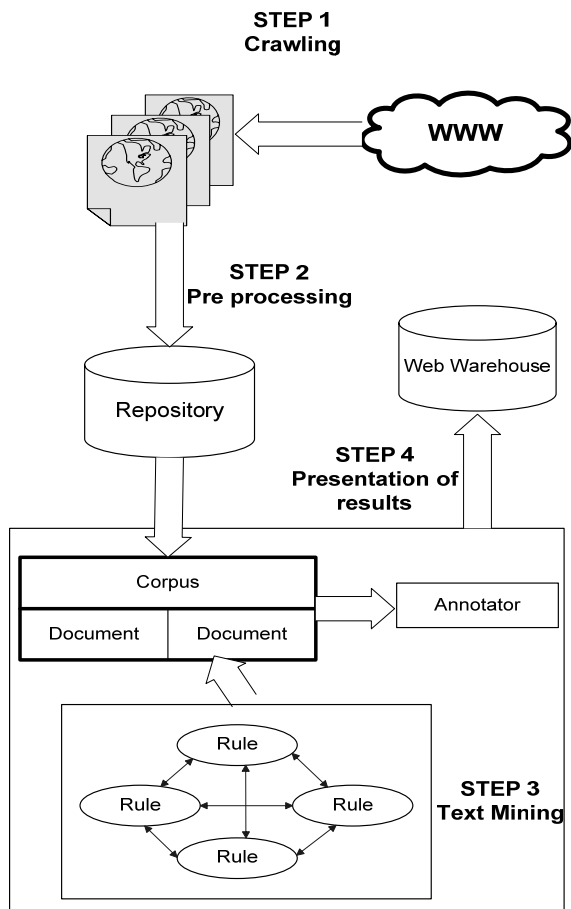 STEP 1
Crawling
WWW
STEP 2
Pre processing
Web Warehouse
Repository
STEP 4
Presentation of
results
Corpus
Annotator
Document
Document
Rule
Rule
Rule
STEP 3
Text Mining
Rule